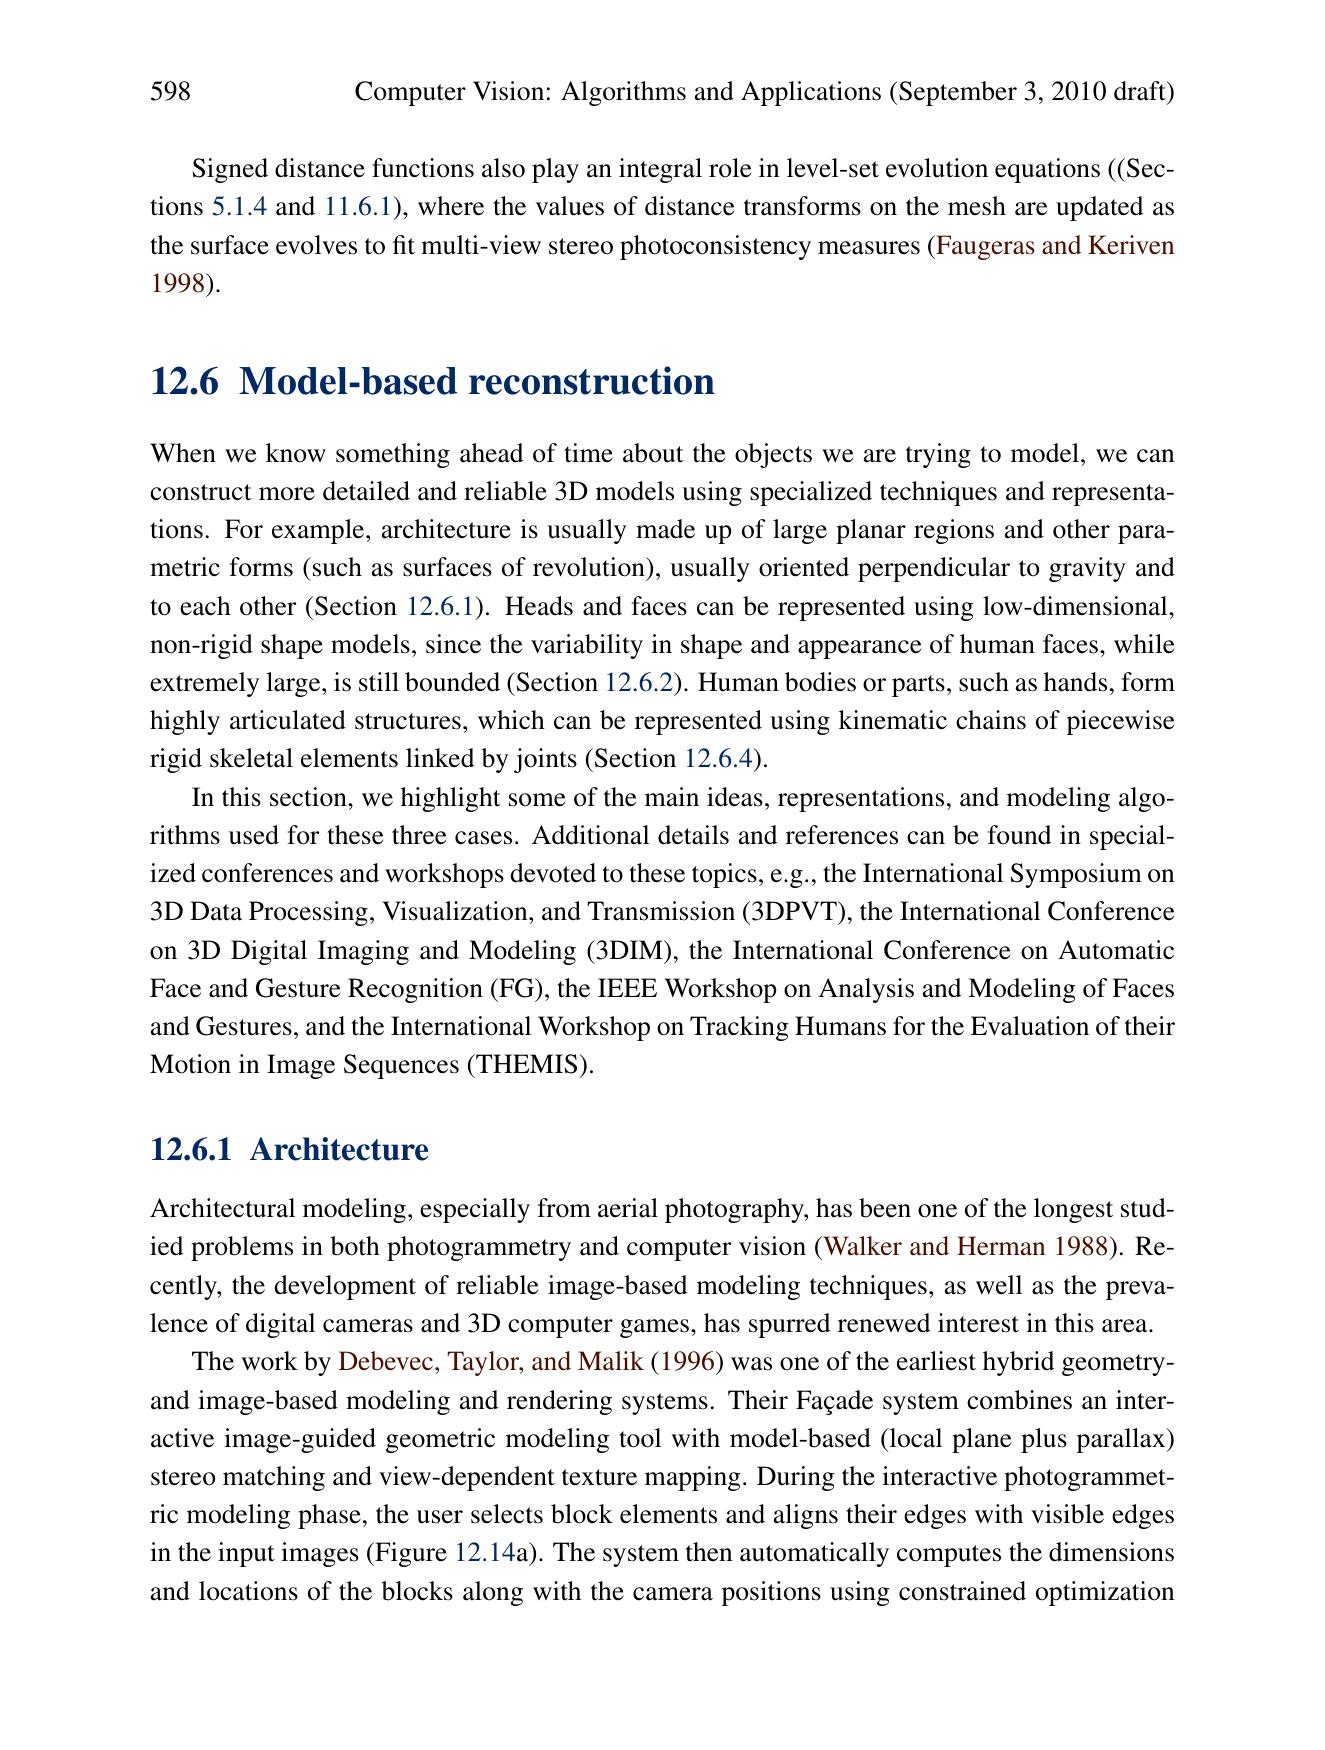 598 Computer Vision: Algorithms and Applications (September 3, 2010 draft)
Signed distance functions also play an integral role in level-set evolution equations ((Sec-
tions 5.1.4 and 11.6.1), where the values of distance transforms on the mesh are updated as
the surface evolves to fit multi-view stereo photoconsistency measures (Faugeras and Keriven
1998).
12.6 Model-based reconstruction
When we know something ahead of time about the objects we are trying to model, we can
construct more detailed and reliable 3D models using specialized techniques and representa-
tions. For example, architecture is usually made up of large planar regions and other para-
metric forms (such as surfaces of revolution), usually oriented perpendicular to gravity and
to each other (Section 12.6.1). Heads and faces can be represented using low-dimensional,
non-rigid shape models, since the variability in shape and appearance of human faces, while
extremely large, is still bounded (Section 12.6.2). Human bodies or parts, such as hands, form
highly articulated structures, which can be represented using kinematic chains of piecewise
rigid skeletal elements linked by joints (Section 12.6.4).
In this section, we highlight some of the main ideas, representations, and modeling algo-
rithms used for these three cases. Additional details and references can be found in special-
ized conferences and workshops devoted to these topics, e.g., the International Symposium on
3D Data Processing, Visualization, and Transmission (3DPVT), the International Conference
on 3D Digital Imaging and Modeling (3DIM), the International Conference on Automatic
Face and Gesture Recognition (FG), the IEEE Workshop on Analysis and Modeling of Faces
and Gestures, and the International Workshop on Tracking Humans for the Evaluation of their
Motion in Image Sequences (THEMIS).
12.6.1 Architecture
Architectural modeling, especially from aerial photography, has been one of the longest stud-
ied problems in both photogrammetry and computer vision (Walker and Herman 1988). Re-
cently, the development of reliable image-based modeling techniques, as well as the preva-
lence of digital cameras and 3D computer games, has spurred renewed interest in this area.
The work by Debevec, Taylor, and Malik (1996) was one of the earliest hybrid geometry-
and image-based modeling and rendering systems. Their Façade system combines an inter-
active image-guided geometric modeling tool with model-based (local plane plus parallax)
stereo matching and view-dependent texture mapping. During the interactive photogrammet-
ric modeling phase, the user selects block elements and aligns their edges with visible edges
in the input images (Figure 12.14a). The system then automatically computes the dimensions
and locations of the blocks along with the camera positions using constrained optimization